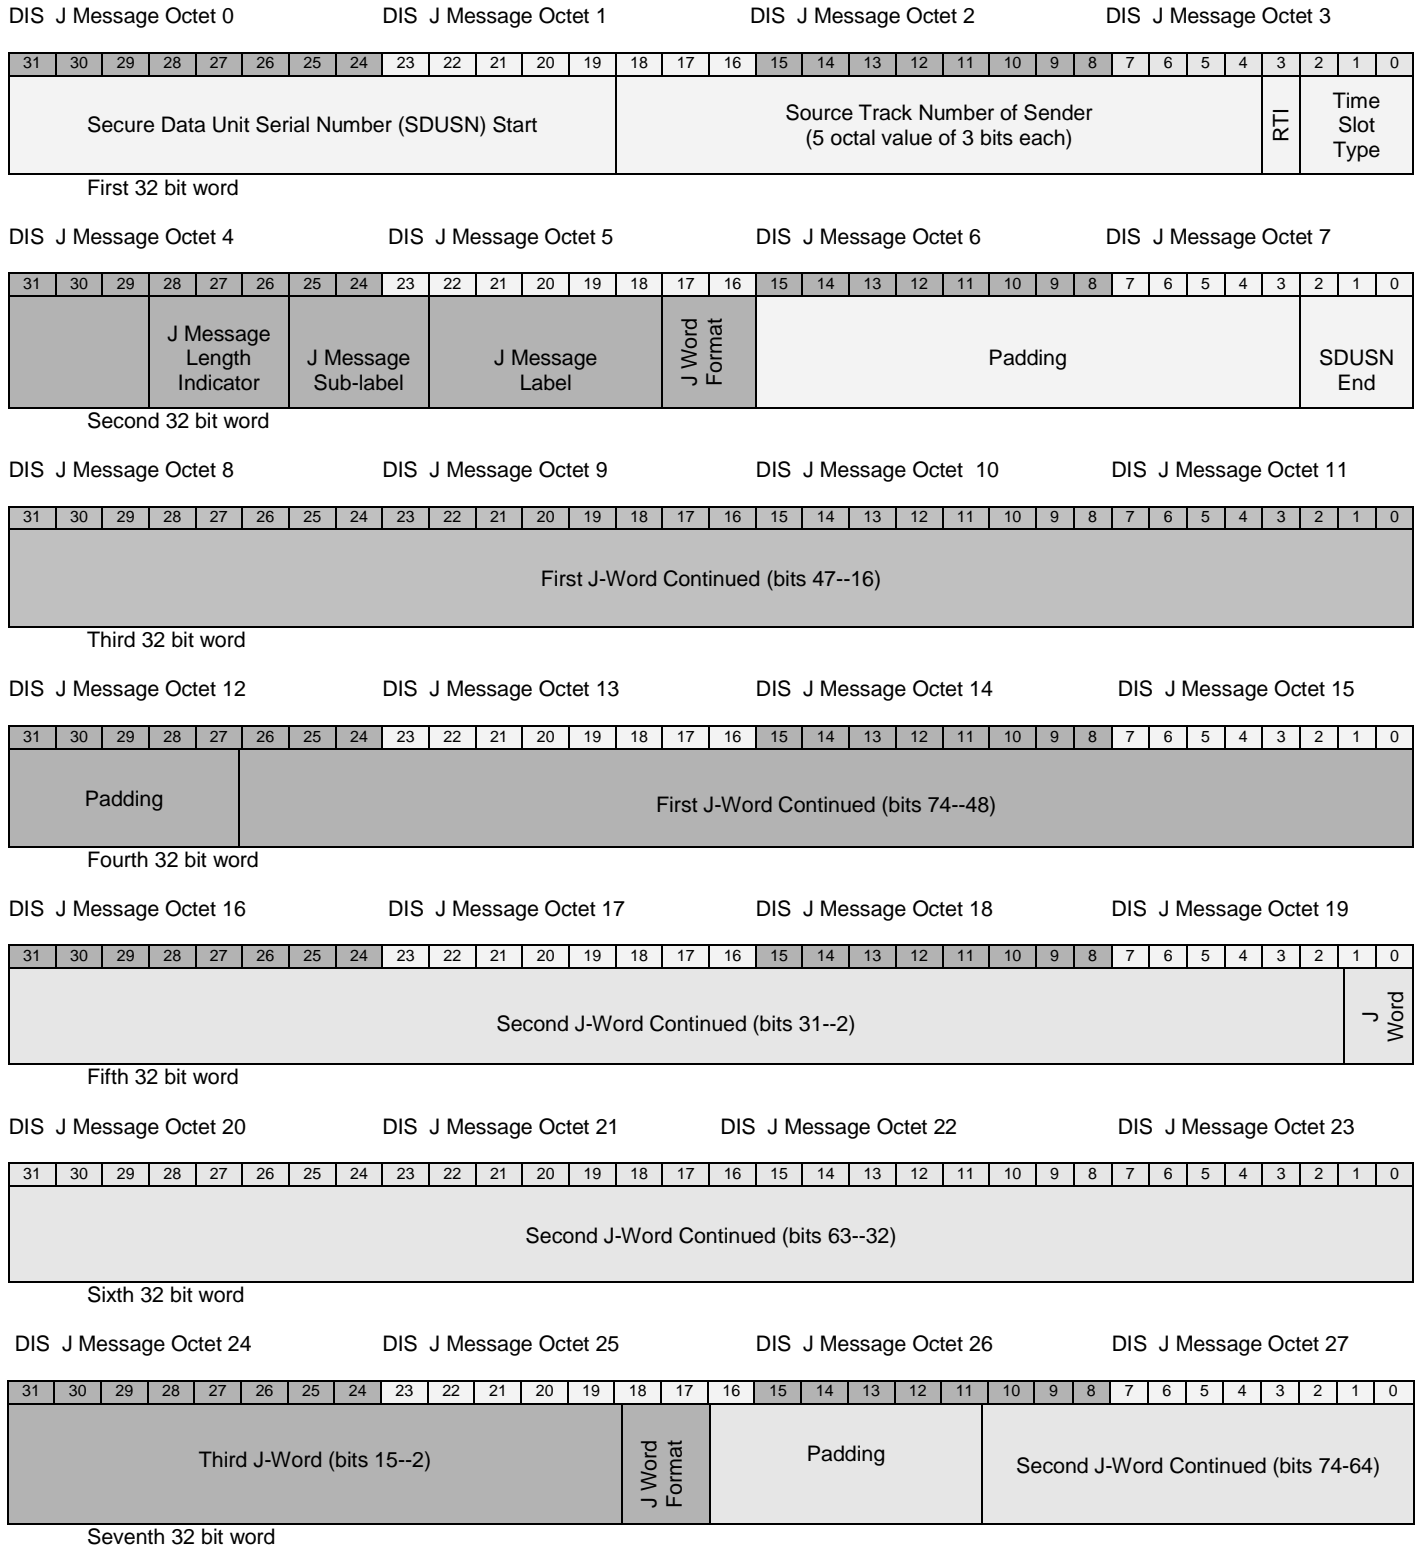 DIS J Message Octet 0 DIS J Message Octet 1 DIS J Message Octet 2 DIS J Message Octet 3
31 30 29 28 27 26 25 24 23 22 21 20 19 18 17 16 15 14 13 12 11 10 9 8 7 6 5 4 3 2 1 0
Secure Data Unit Serial Number (SDUSN) Start
Source Track Number of Sender
(5 octal value of 3 bits each)
RTI
Time
Slot
Type
First 32 bit word
DIS J Message Octet 4 DIS J Message Octet 5 DIS J Message Octet 6 DIS J Message Octet 7
31 30 29 28 27 26 25 24 23 22 21 20 19 18 17 16 15 14 13 12 11 10 9 8 7 6 5 4 3 2 1 0
J Message
Length
Indicator
J Message
Sub-label
J Message
Label
J Word
Format
Padding
SDUSN
End
Second 32 bit word
DIS J Message Octet 8 DIS J Message Octet 9 DIS J Message Octet 10 DIS J Message Octet 11
31 30 29 28 27 26 25 24 23 22 21 20 19 18 17 16 15 14 13 12 11 10 9 8 7 6 5 4 3 2 1 0
First J-Word Continued (bits 47--16)
Third 32 bit word
DIS J Message Octet 12 DIS J Message Octet 13 DIS J Message Octet 14 DIS J Message Octet 15
31 30 29 28 27 26 25 24 23 22 21 20 19 18 17 16 15 14 13 12 11 10 9 8 7 6 5 4 3 2 1 0
Padding
First J-Word Continued (bits 74--48)
Fourth 32 bit word
DIS J Message Octet 16 DIS J Message Octet 17 DIS J Message Octet 18 DIS J Message Octet 19
31 30 29 28 27 26 25 24 23 22 21 20 19 18 17 16 15 14 13 12 11 10 9 8 7 6 5 4 3 2 1 0
Second J-Word Continued (bits 31--2)
J
Word
Fifth 32 bit word
DIS J Message Octet 20 DIS J Message Octet 21 DIS J Message Octet 22 DIS J Message Octet 23
31 30 29 28 27 26 25 24 23 22 21 20 19 18 17 16 15 14 13 12 11 10 9 8 7 6 5 4 3 2 1 0
Second J-Word Continued (bits 63--32)
Sixth 32 bit word
DIS J Message Octet 24 DIS J Message Octet 25 DIS J Message Octet 26 DIS J Message Octet 27
31 30 29 28 27 26 25 24 23 22 21 20 19 18 17 16 15 14 13 12 11 10 9 8 7 6 5 4 3 2 1 0
Third J-Word (bits 15--2)
J Word
Format
Padding
Second J-Word Continued (bits 74-64)
Seventh 32 bit word